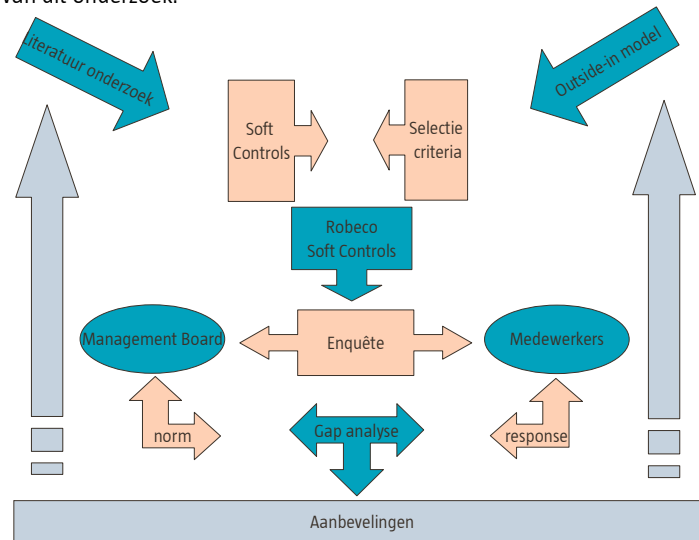 van dit onderzoek.
Literatuur onderzoek
Outside-in model
Soft
Controls
Selectie
criteria
Robeco
Soft Controls
Management Board
Enquête
Medewerkers
norm
Gap analyse
response
Aanbevelingen